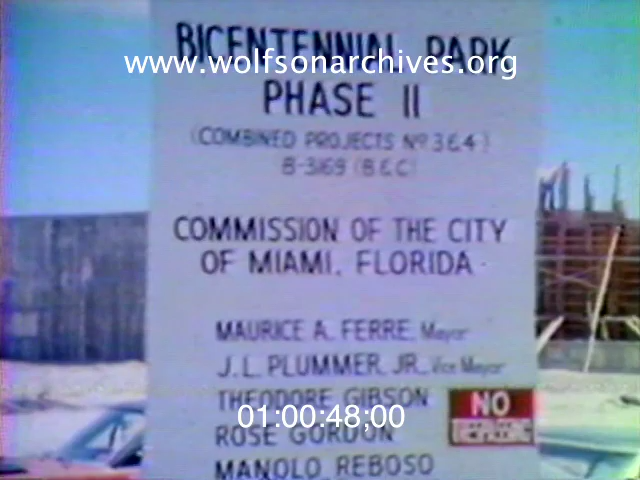 BICENTENNIAL PARK
www.wolfsonarchives.org
PHASE II
(COMBINED PROJECTS Nº 3&4)
B-3169 (B&C)
COMMISSION OF THE CITY
OF MIAMI, FLORIDA
MAURICE A. FERRE, Mayor
J.L. PLUMMER, JR., Vice Mayor
THEODORE GIBSON
NO
TRESPASSING
01:00:48;00
ROSE GORDON
MANOLO REBOSO